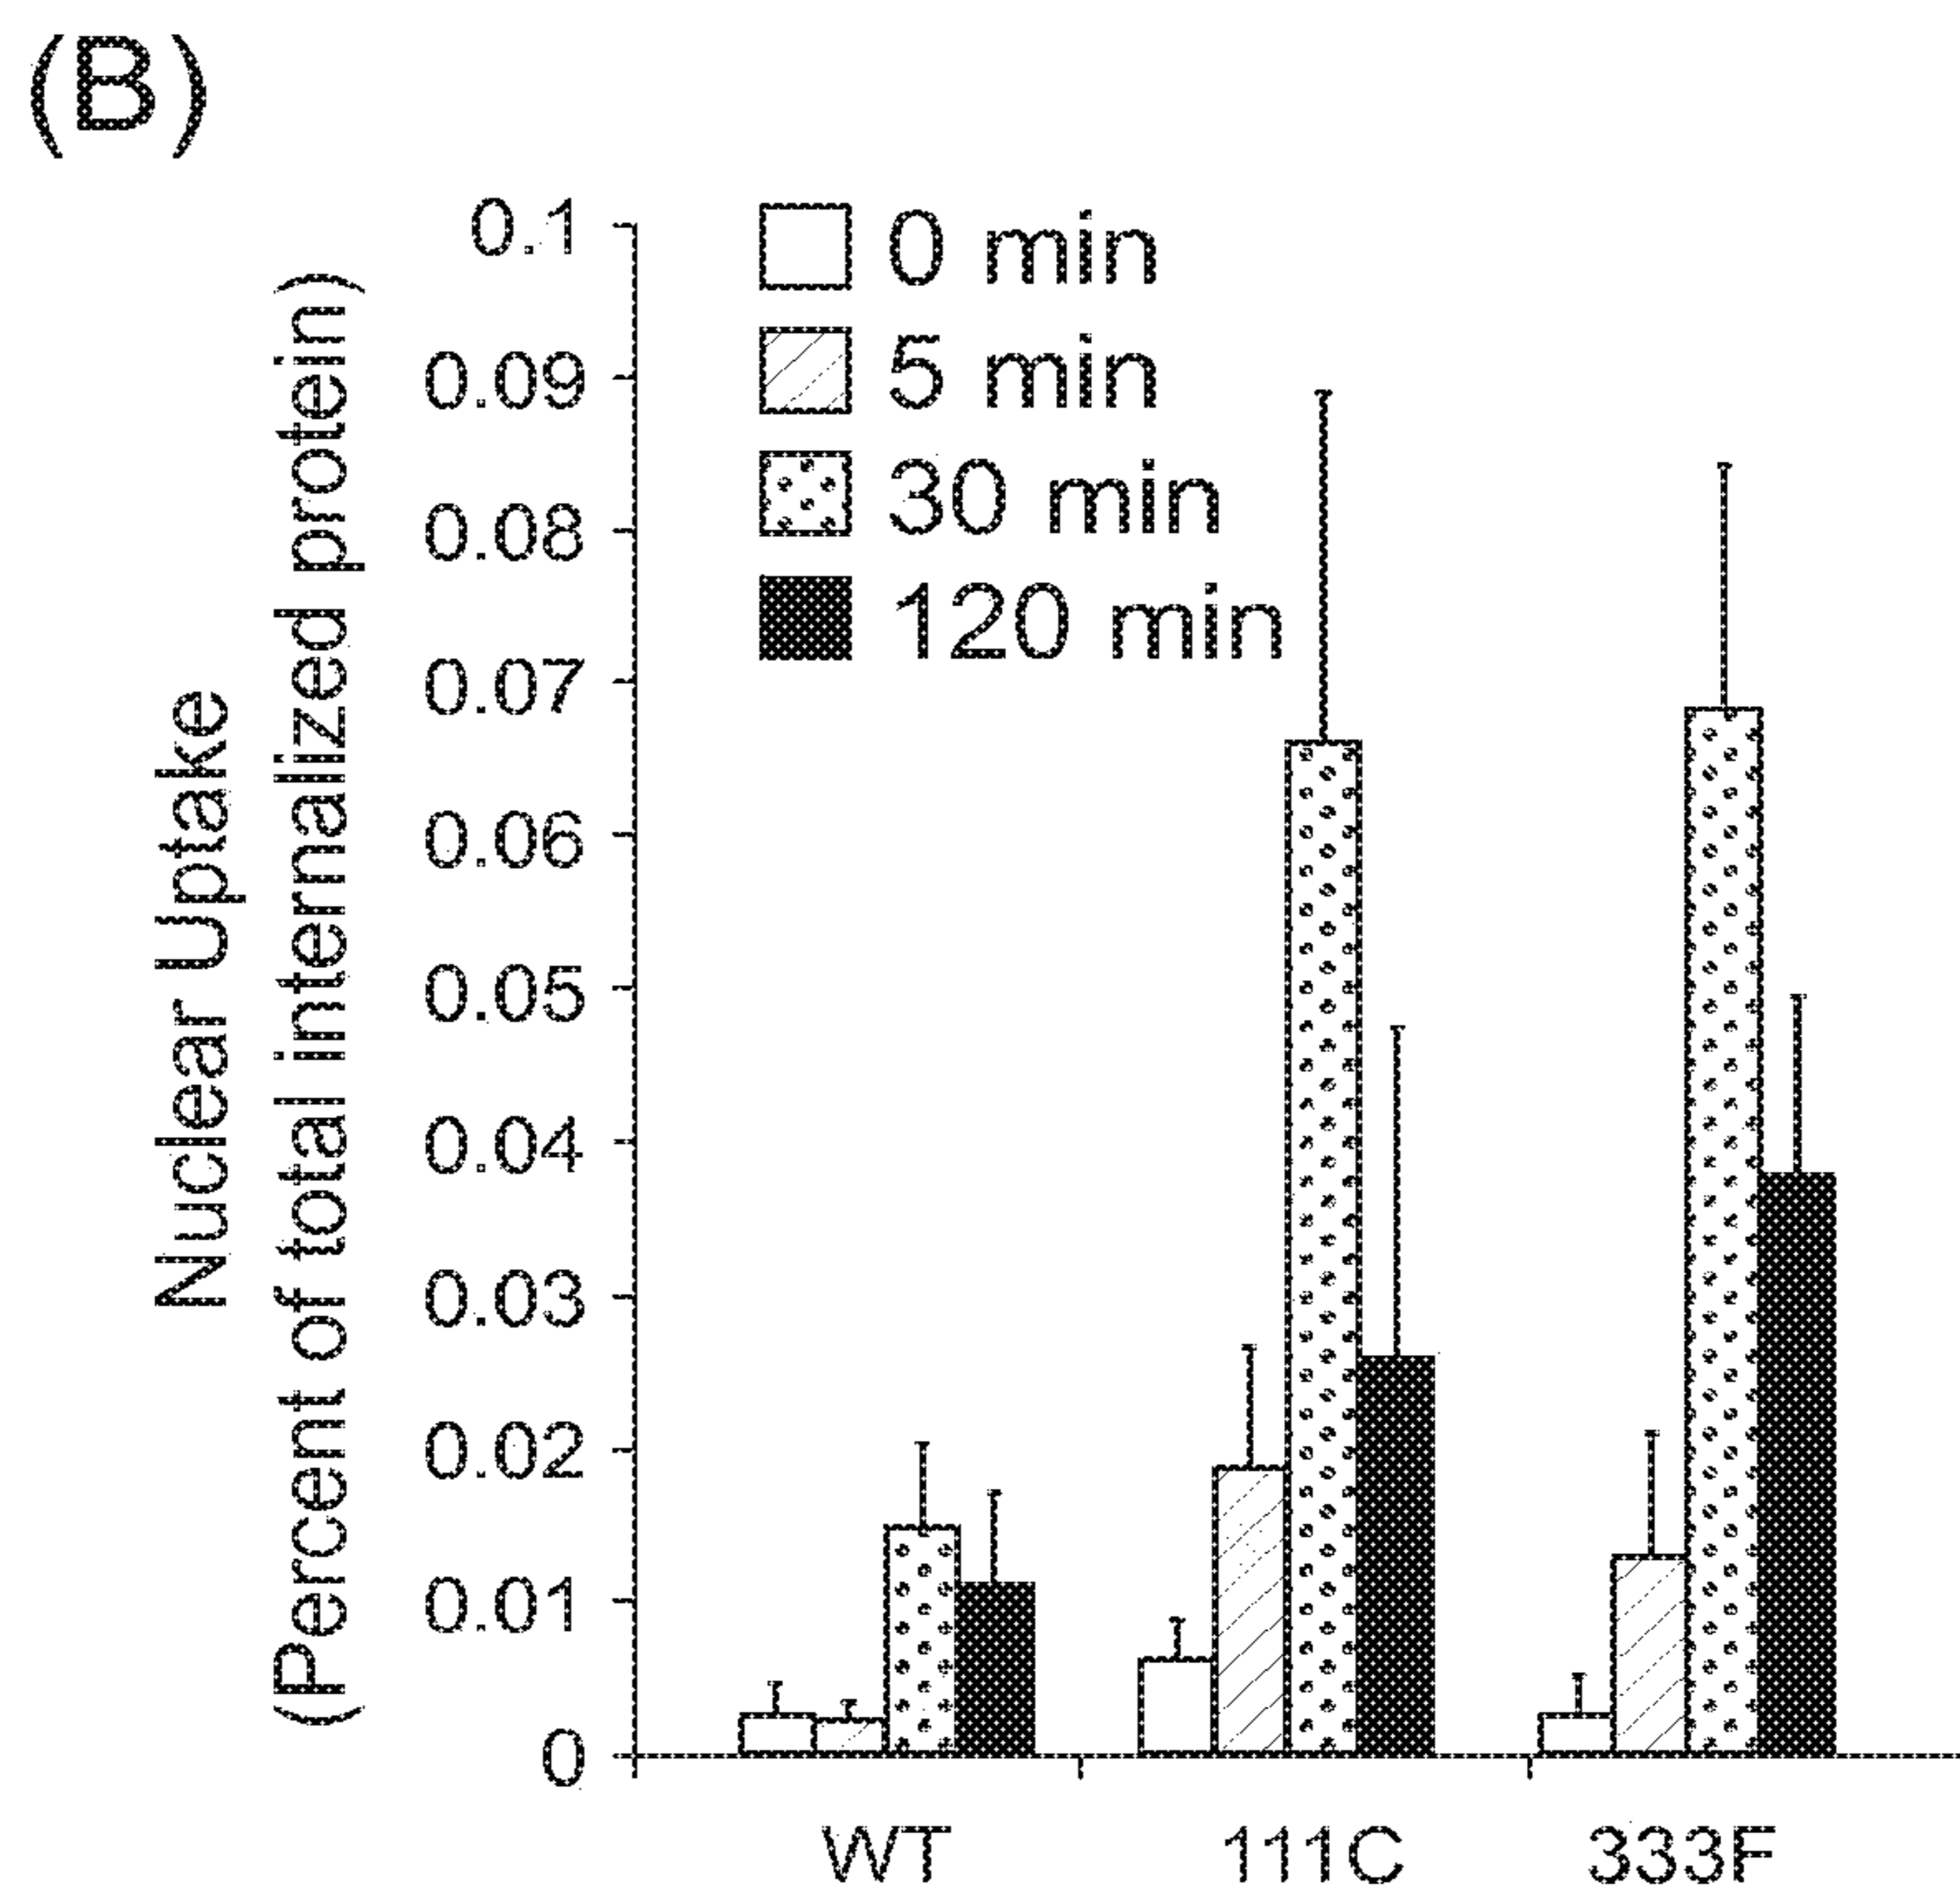 (B)
Nuclear Uptake
(Percent of total internalized protein)
0.1
0.09
0.08
0.07
0.06
0.05
0.04
0.03
0.02
0.01
0
0 min
5 min
30 min
120 min
WT 111C 333F